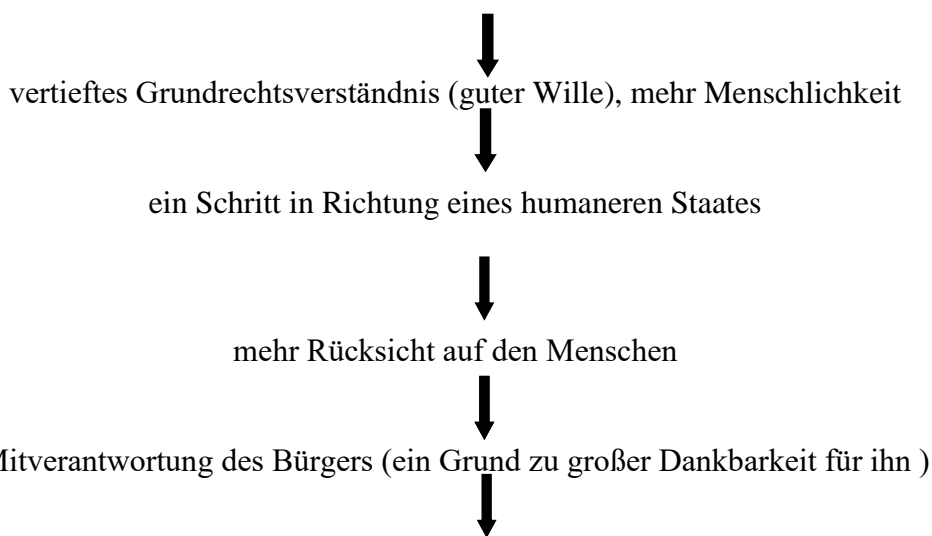 vertieftes Grundrechtsverständnis (guter Wille), mehr Menschlichkeit
ein Schritt in Richtung eines humaneren Staates
mehr Rücksicht auf den Menschen
Mitverantwortung des Bürgers (ein Grund zu großer Dankbarkeit für ihn )